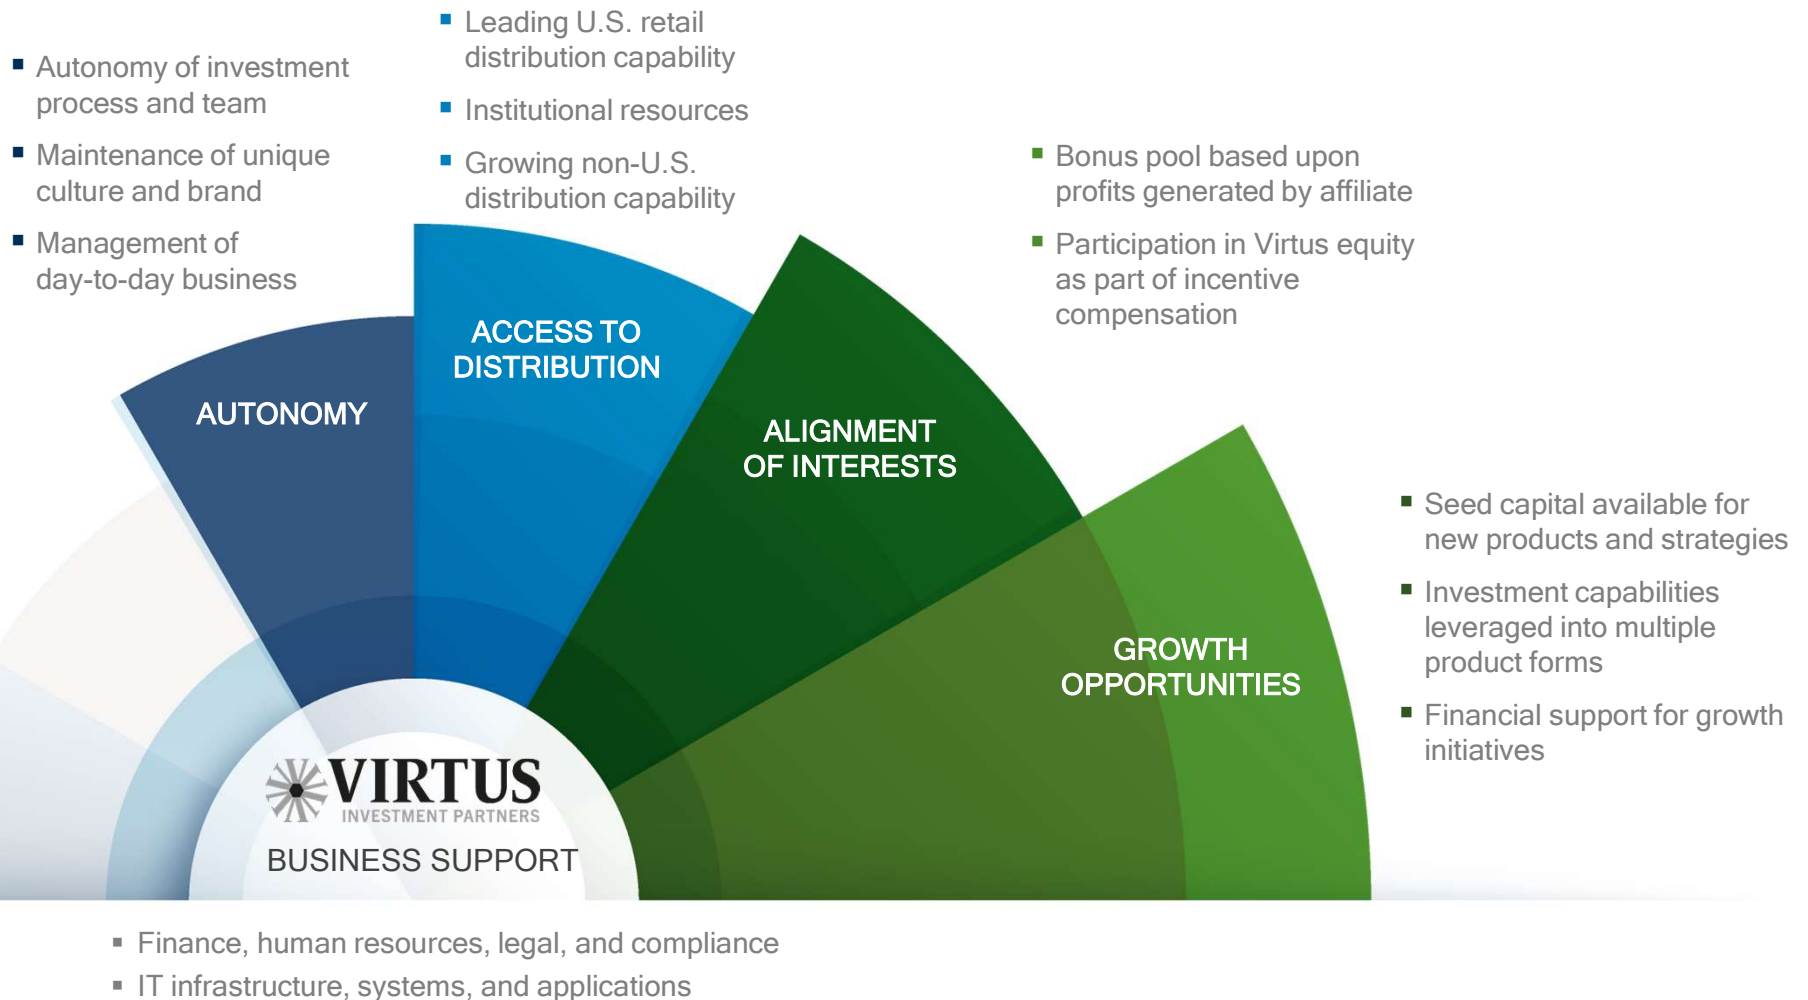 Autonomy of investment
process and team
Maintenance of unique
culture and brand
Management of
day-to-day business
Leading U.S. retail
distribution capability
Institutional resources
Growing non-U.S.
distribution capability
Bonus pool based upon
profits generated by affiliate
Participation in Virtus equity
as part of incentive
compensation
Seed capital available for
new products and strategies
Investment capabilities
leveraged into multiple
product forms
Financial support for growth
initiatives
AUTONOMY
ACCESS TO
DISTRIBUTION
ALIGNMENT
OF INTERESTS
GROWTH
OPPORTUNITIES
VIRTUS
INVESTMENT PARTNERS
BUSINESS SUPPORT
Finance, human resources, legal, and compliance
IT infrastructure, systems, and applications